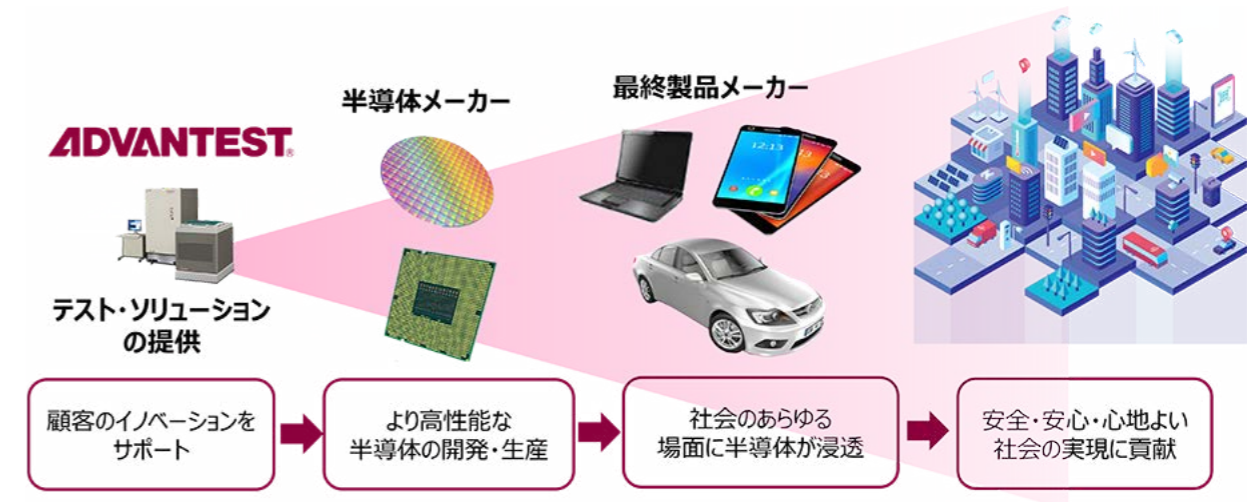 ADVANTEST®
テスト・ソリューション
の提供
半導体メーカー
最終製品メーカー
12:13
顧客のイノベーションを
サポート
より高性能な
半導体の開発・生産
社会のあらゆる
場面に半導体が浸透
安全・安心・心地よい
社会の実現に貢献